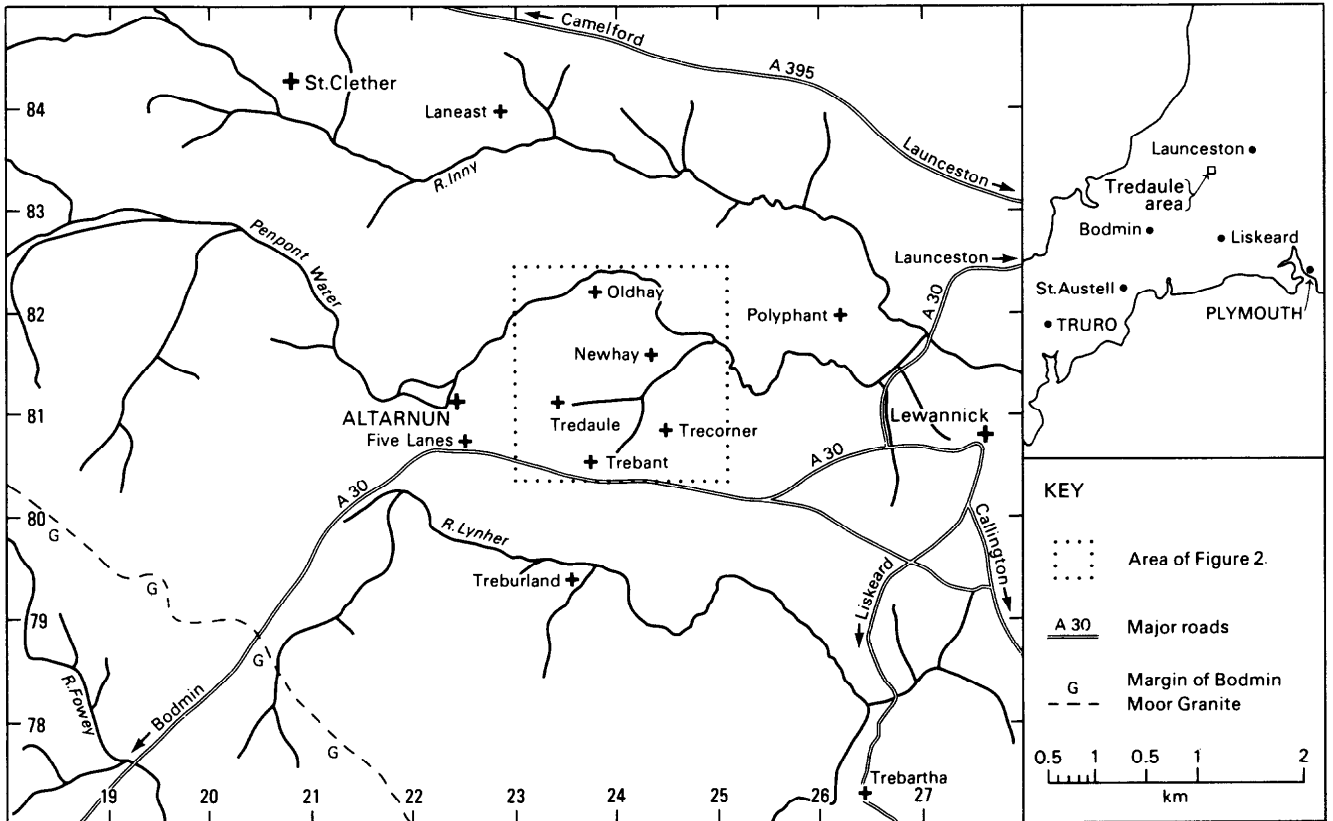 Camelford
A 395
St.Clether
Laneast
84
Launceston
R.Inny
83
Launceston
Penpont Water
A 30
Oldhay
Polyphant
82
Newhay
ALTARNUN
Tredaule
Lewannick
81
Five Lanes
Trecorner
Trebant
A 30
A 30
80
G
R.Lynher
Callington
Treburland
Liskeard
G
79
G
R.Fowey
Bodmin
78
G
Trebartha
19 20 21 22 23 24 25 26 27
Launceston
Tredaule
area
Bodmin
Liskeard
St.Austell
PLYMOUTH
TRURO
KEY
Area of Figure 2.
A 30 Major roads
G Margin of Bodmin
Moor Granite
0.5 1 0.5 1 2
km